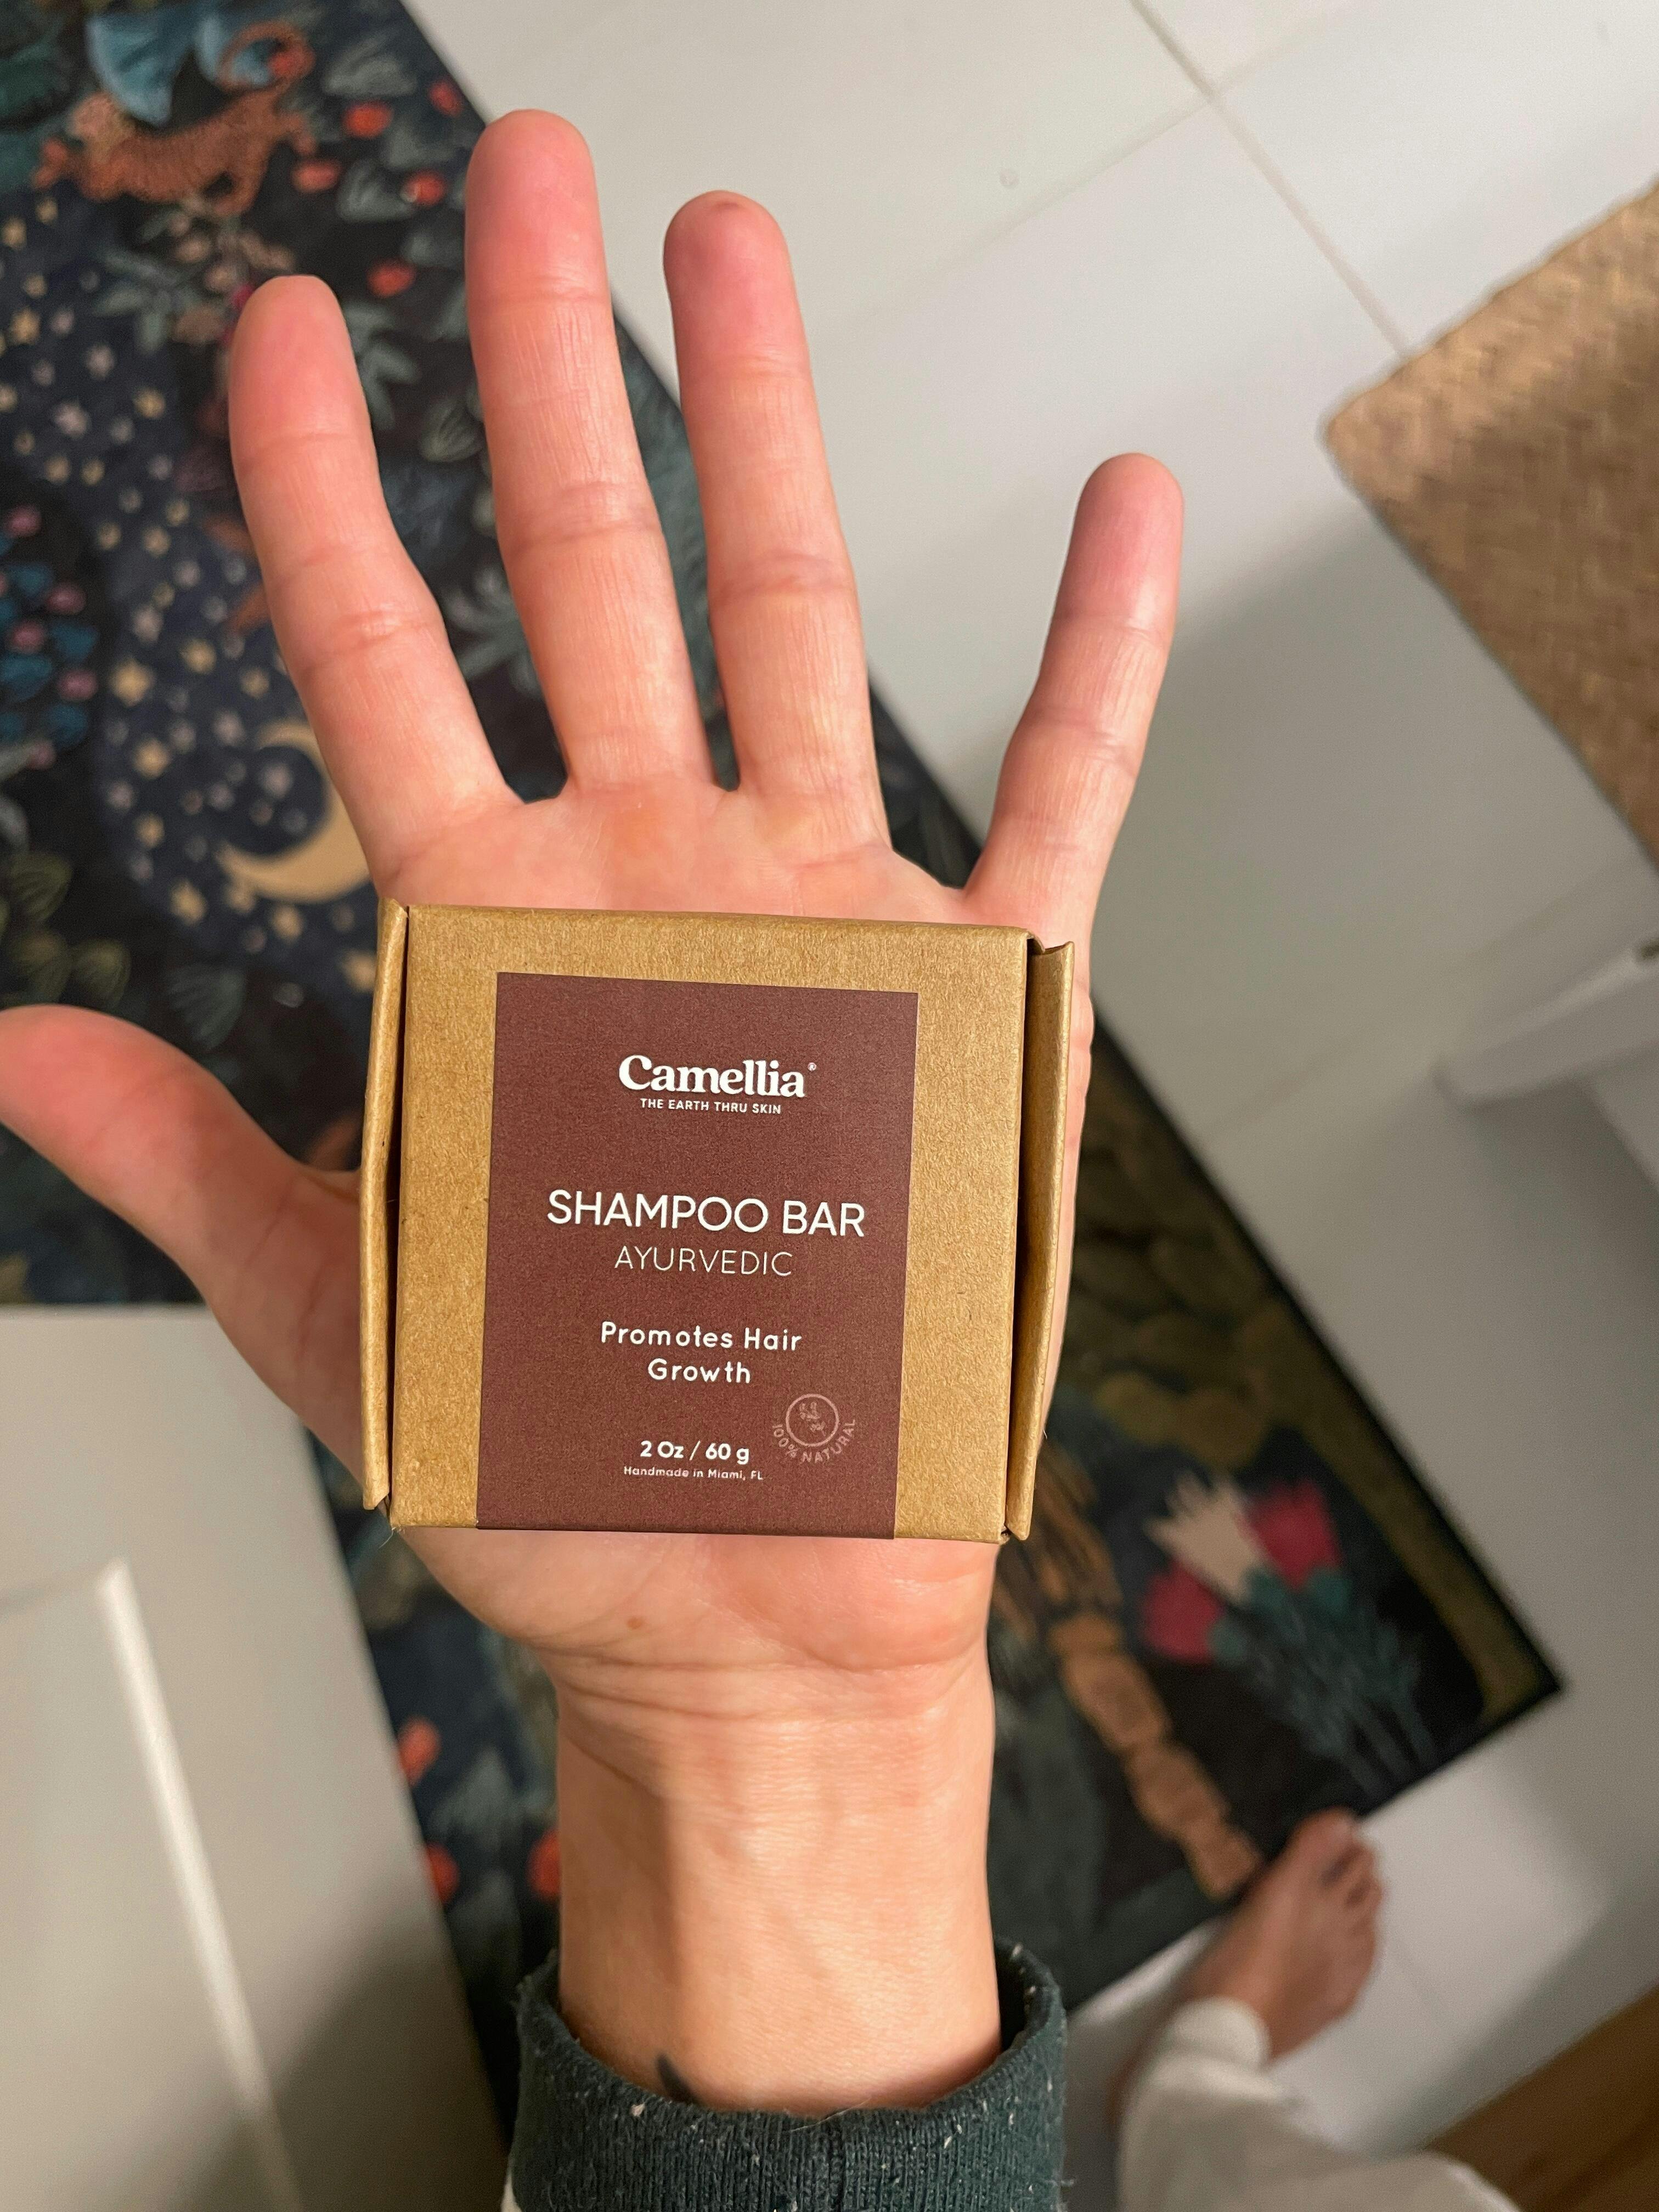 Camellia®
THE EARTH THRU SKIN
SHAMPOO BAR
AYURVEDIC
Promotes Hair
Growth
100% NATURAL
2 Oz / 60 g
Handmade in Miami, FL